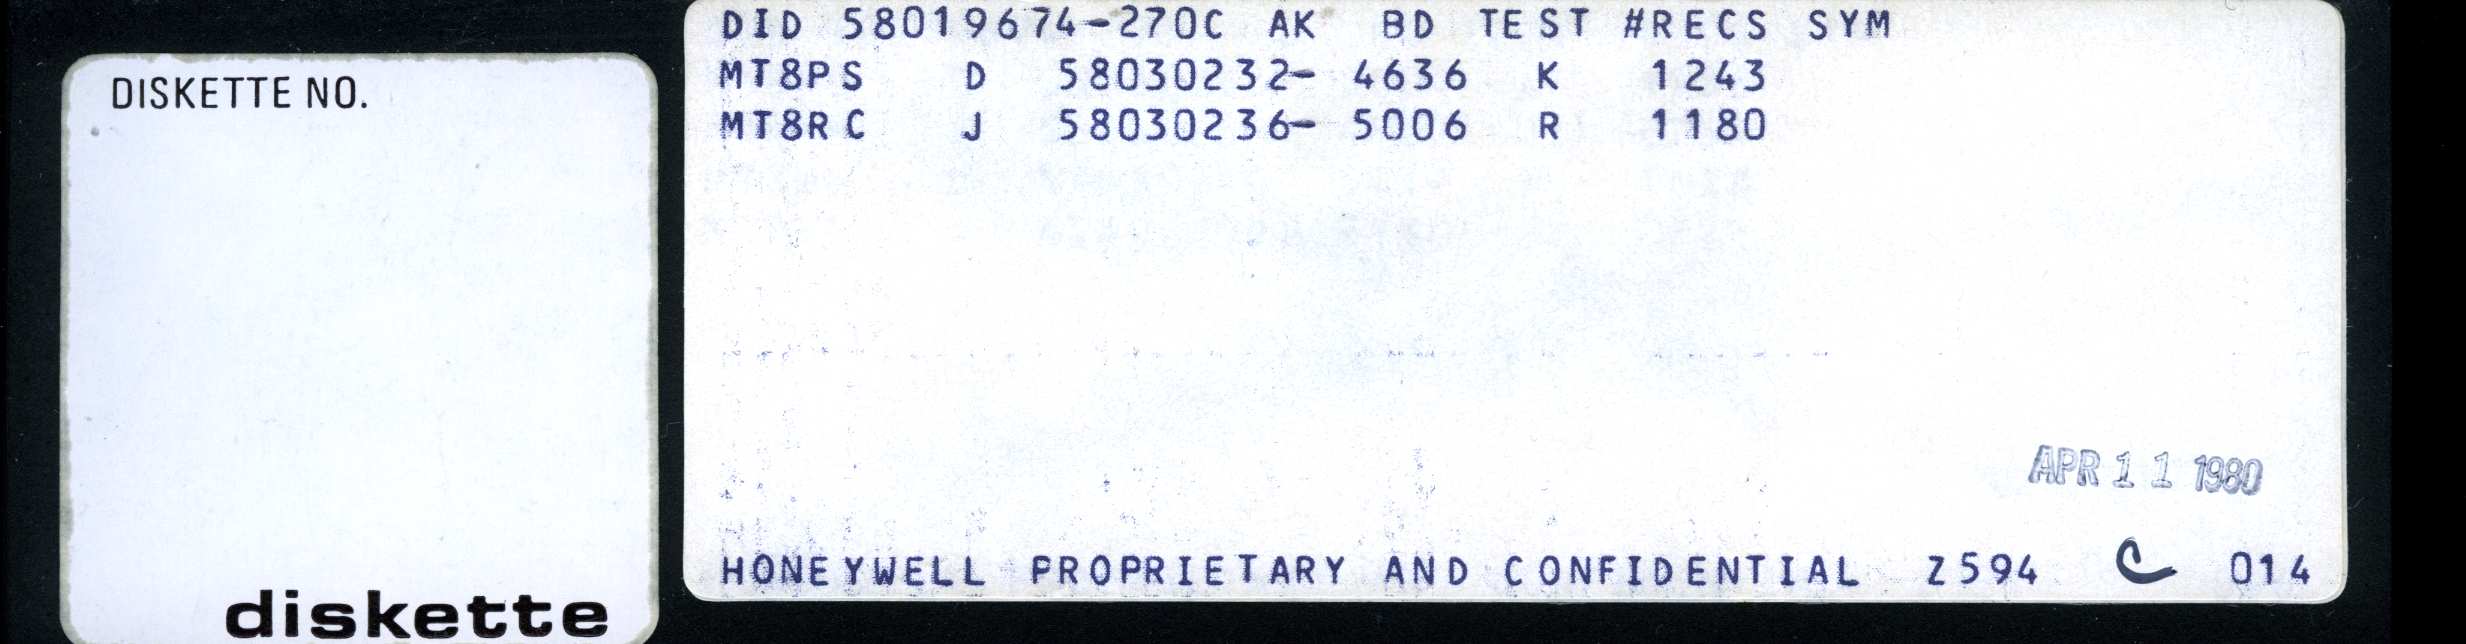 DISKETTE NO.
diskette
DID 58019674-270C AK BD TEST #RECS SYM
MT8PS D 58030232- 4636 K 1243
MT8RC J 58030236- 5006 R 1180
APR 11 1980
HONEYWELL PROPRIETARY AND CONFIDENTIAL Z594 C 014